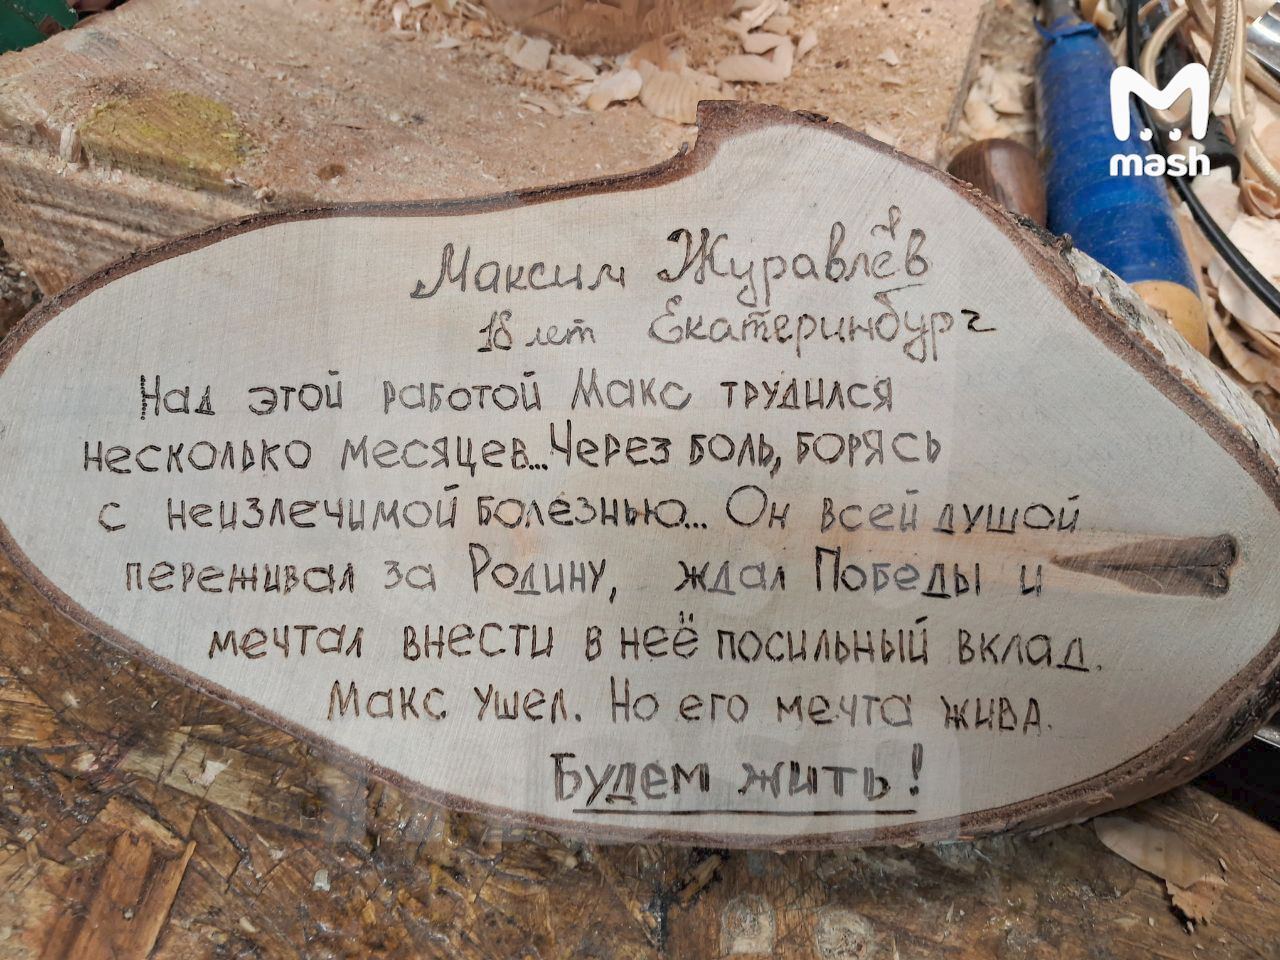 mash
Максим Журавлёв
18 лет Екатеринбург
Над этой работой Макс трудился
несколько месяцев... Через боль, борясь
с неизлечимой болезнью... Он всей душой
переживал за Родину, ждал Победы и
мечтал внести в неё посильный вклад.
Макс ушел. Но его мечта жива.
Будем жить!